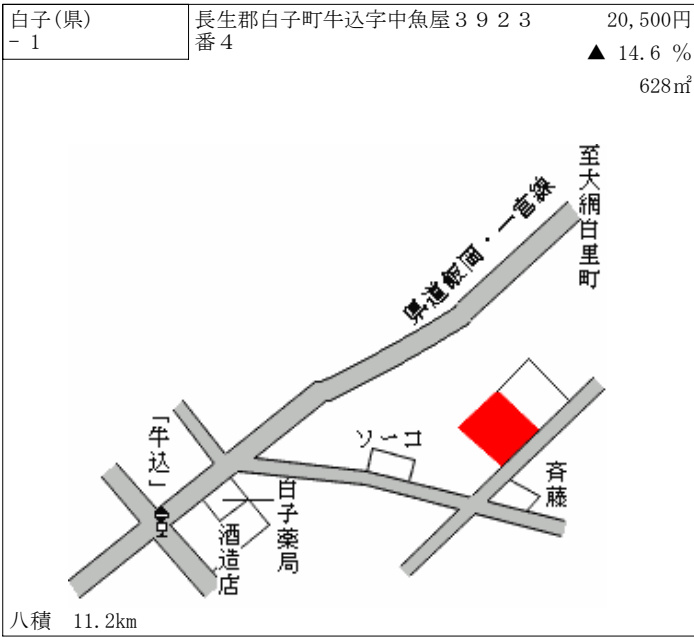 白子(県)
- 1
長生郡白子町牛込字中魚屋３９２３
番４
20,500円
▲ 14.6 %
628㎡
至大網白里町
県道飯岡・一宮線
「牛込」
ソーコ
斉藤
白子薬局
酒造店
八積 11.2km